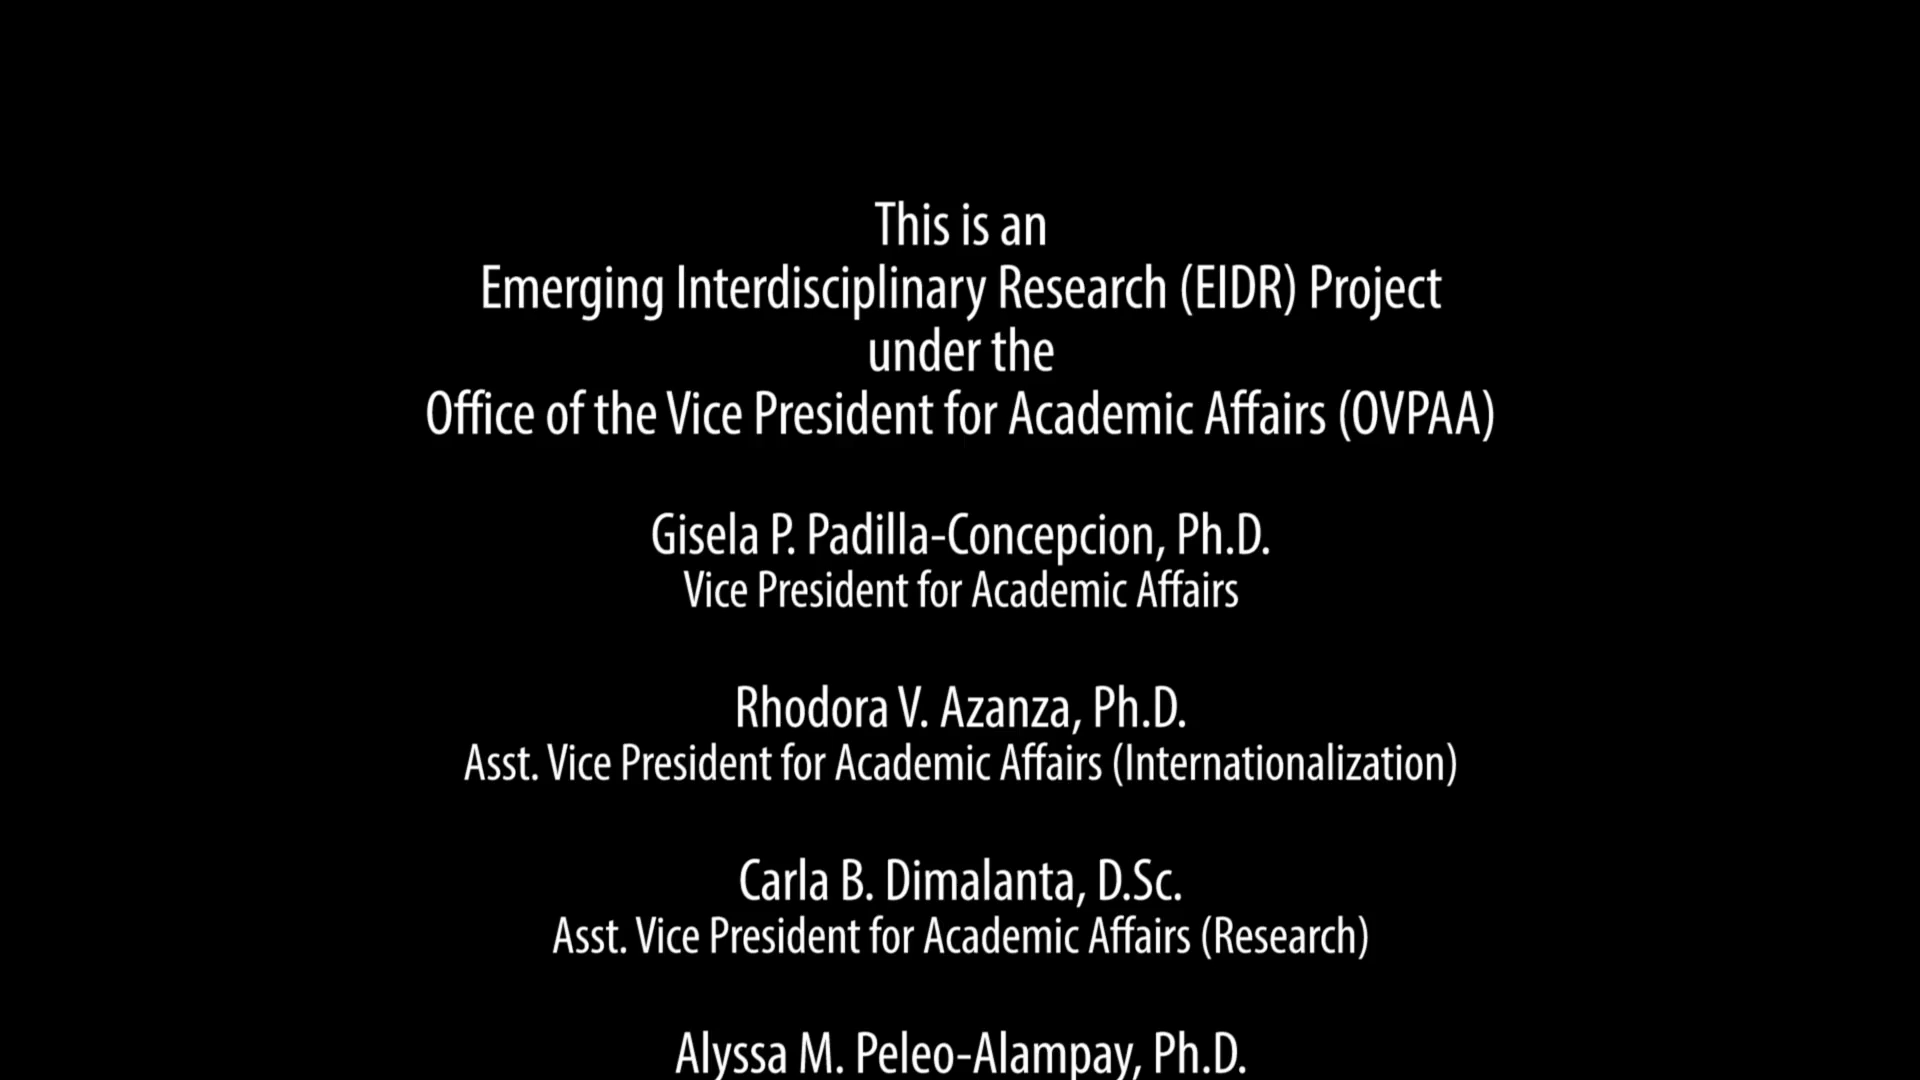 This is an
Emerging Interdisciplinary Research (EIDR) Project
under the
Office of the Vice President for Academic Affairs (OVPAA)
Gisela P. Padilla-Concepcion, Ph.D.
Vice President for Academic Affairs
Rhodora V. Azanza, Ph.D.
Asst. Vice President for Academic Affairs (Internationalization)
Carla B. Dimalanta, D.Sc.
Asst. Vice President for Academic Affairs (Research)
Alyssa M. Peleo-Alampay, Ph.D.